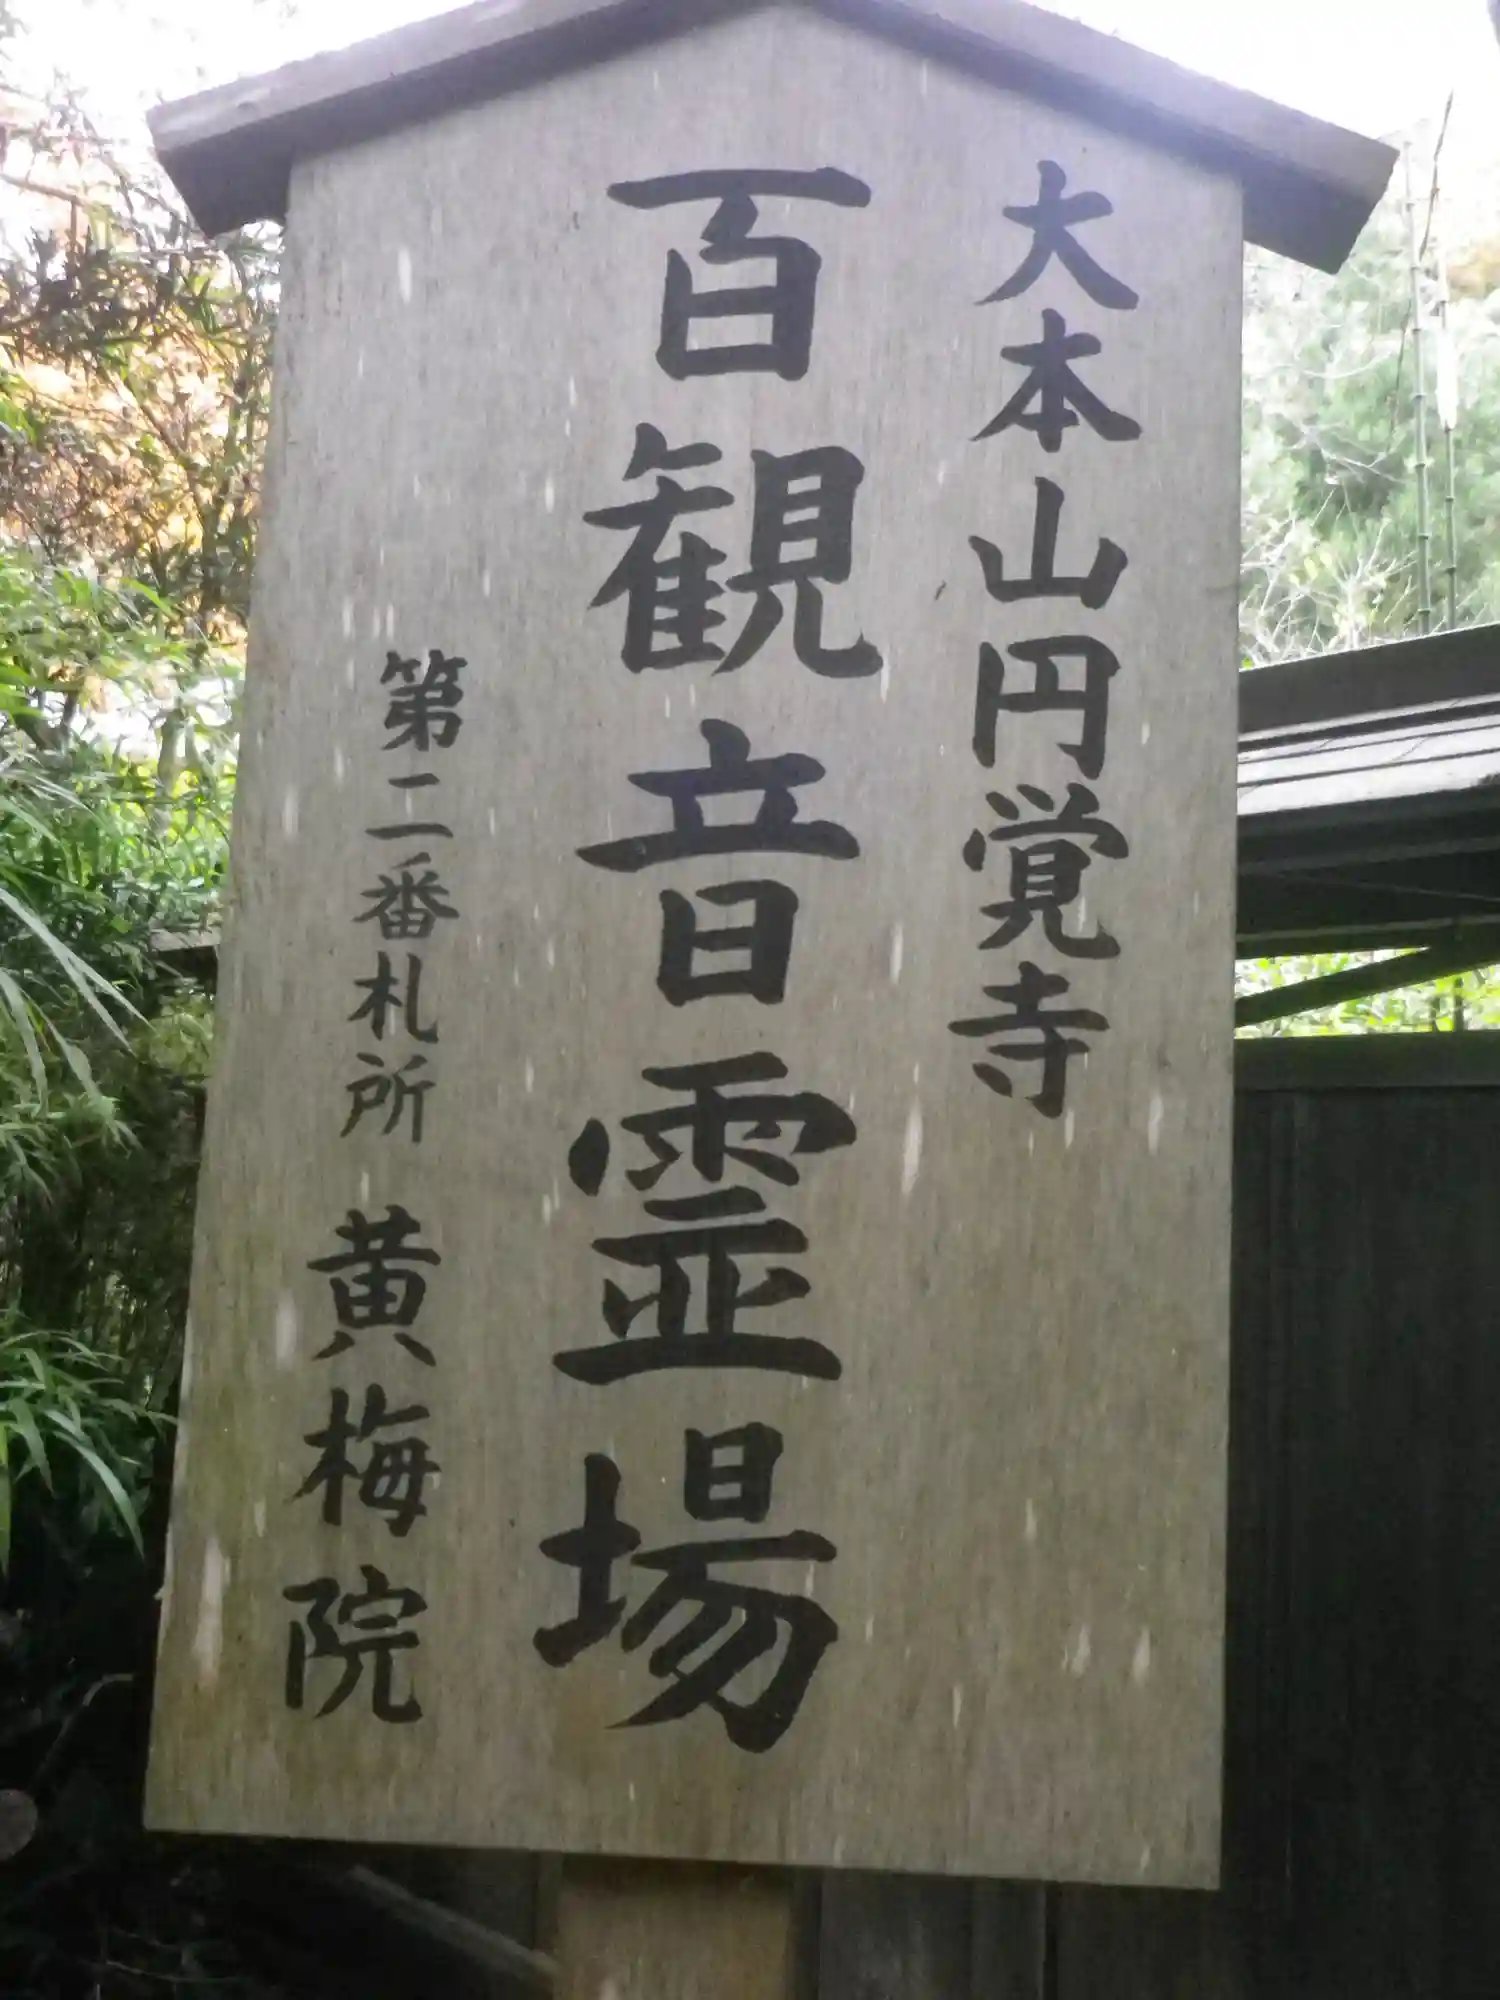 大本山円覚寺
百観音霊場
第二番札所 黄梅院